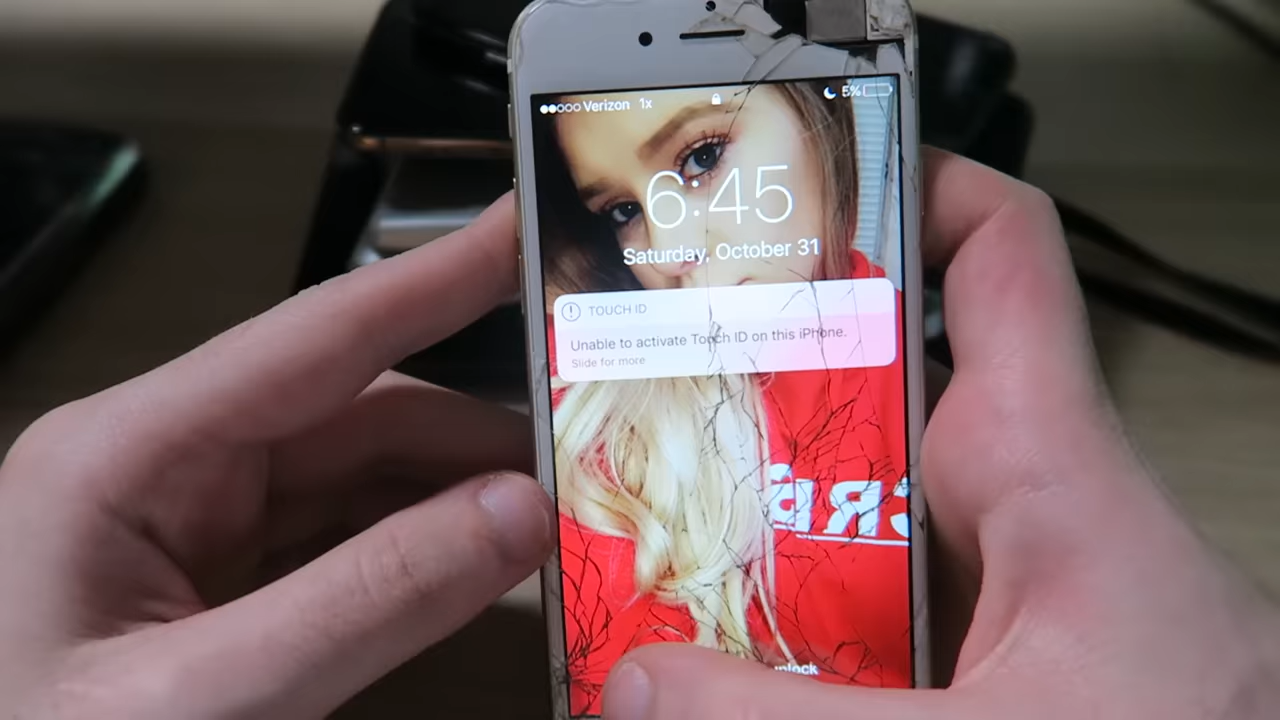 Verizon 1x 5%
6:45
Saturday, October 31
TOUCH ID
Unable to activate Touch ID on this iPhone.
Slide for more